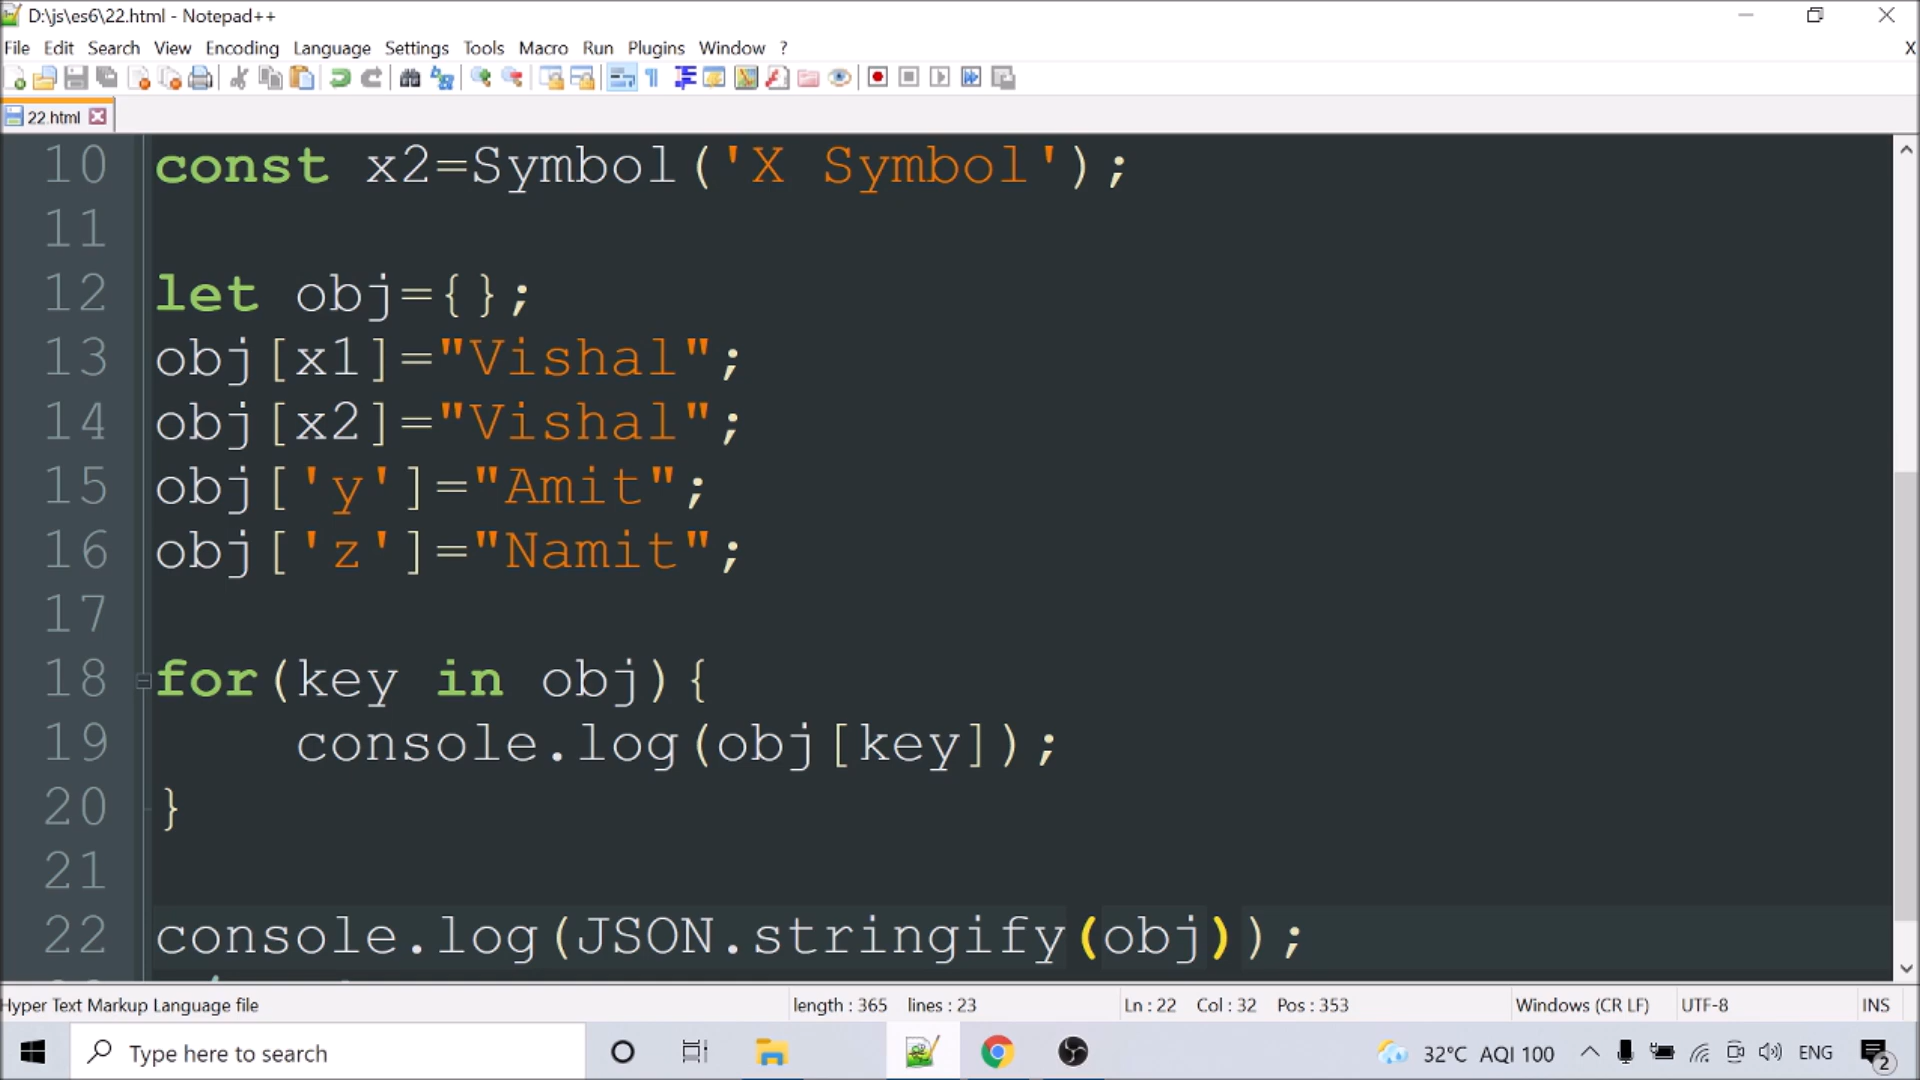 D:\js\es6\22.html - Notepad++
File Edit Search View Encoding Language Settings Tools Macro Run Plugins Window ? X
22.html
10 const x2=Symbol('X Symbol');
11
12 let obj={};
13 obj[x1]="Vishal";
14 obj[x2]="Vishal";
15 obj['y']="Amit";
16 obj['z']="Namit";
17
18 for(key in obj){
19 console.log(obj[key]);
20 }
21
22 console.log(JSON.stringify(obj));
Hyper Text Markup Language file length : 365 lines : 23 Ln : 22 Col : 32 Pos : 353 Windows (CR LF) UTF-8 INS
Type here to search 32°C AQI 100 ENG 2